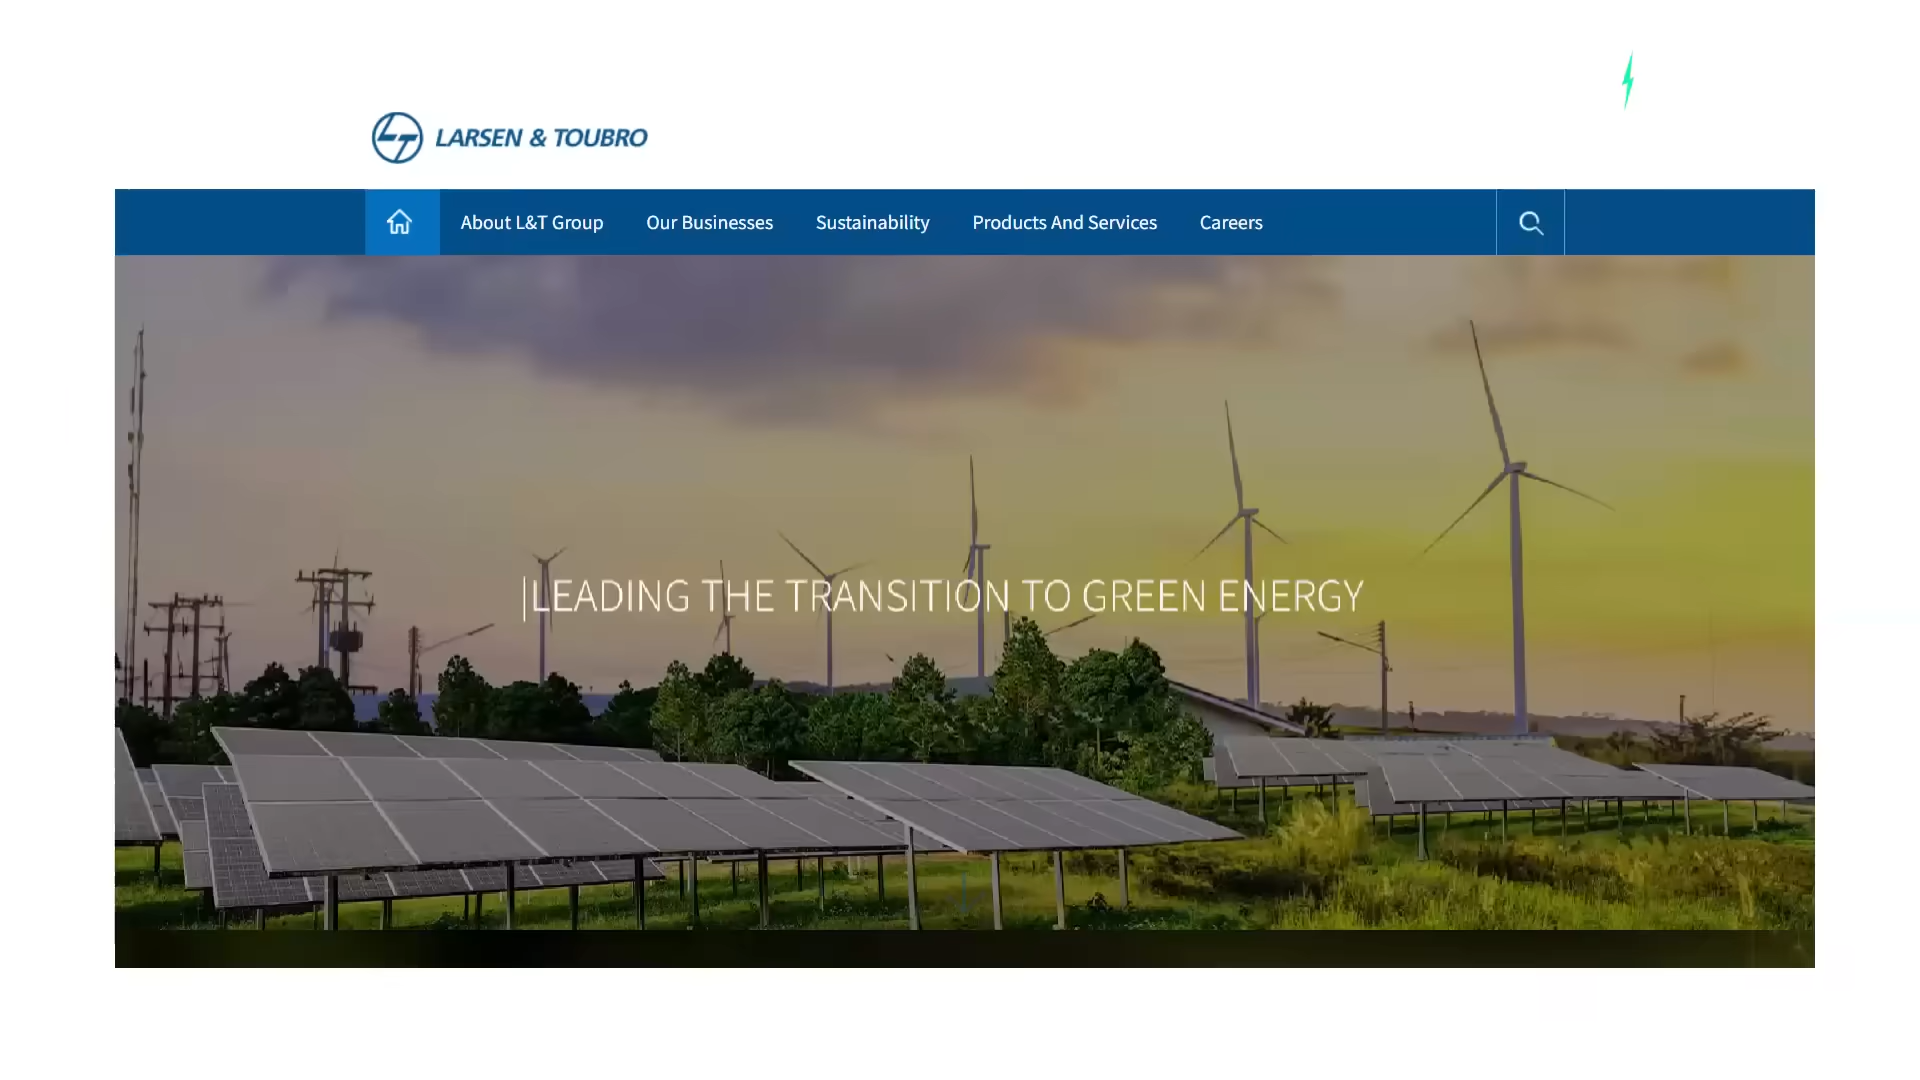 LARSEN & TOUBRO
About L&T Group Our Businesses Sustainability Products And Services Careers
LEADING THE TRANSITION TO GREEN ENERGY